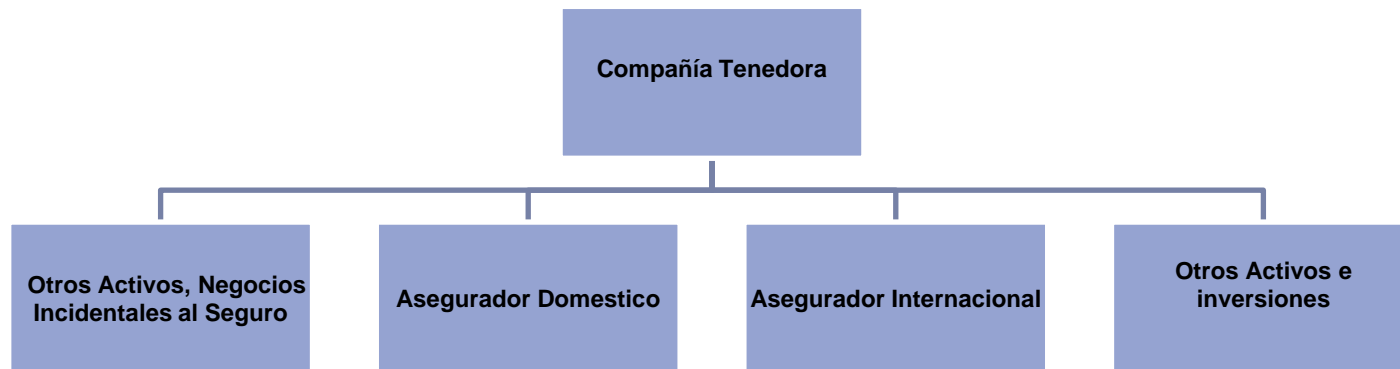 Compañía Tenedora
Otros Activos, Negocios
Incidentales al Seguro
Asegurador Domestico
Asegurador Internacional
Otros Activos e
inversiones